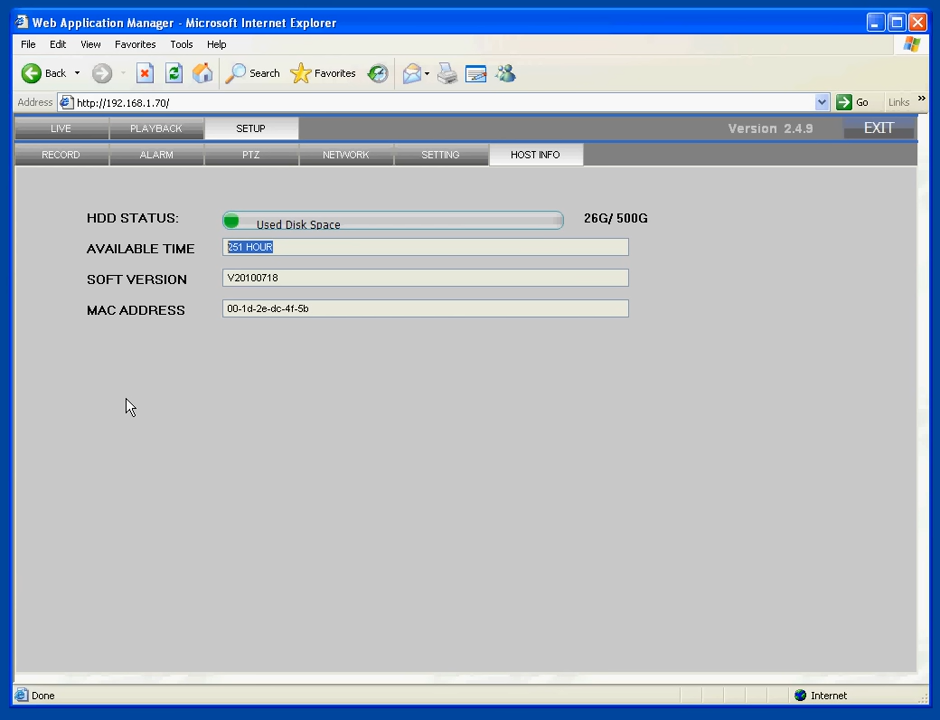 Web Application Manager - Microsoft Internet Explorer
File Edit View Favorites Tools Help
Back Search Favorites
Address http://192.168.1.70/ Go Links »
LIVE PLAYBACK SETUP Version 2.4.9 EXIT
RECORD ALARM PTZ NETWORK SETTING HOST INFO
HDD STATUS: Used Disk Space 26G/ 500G
AVAILABLE TIME 251 HOUR
SOFT VERSION V20100718
MAC ADDRESS 00-1d-2e-dc-4f-5b
Done Internet